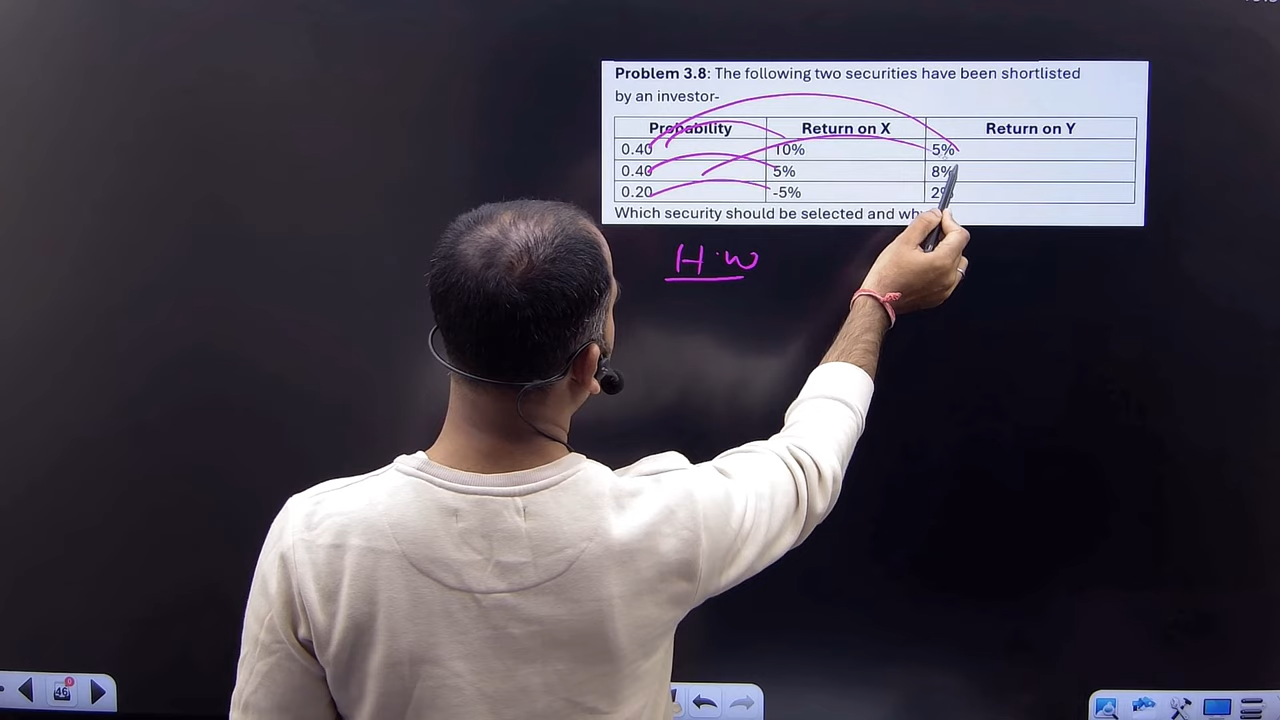 Problem 3.8: The following two securities have been shortlisted
by an investor-
Probability Return on X Return on Y
0.40 10% 5%
0.40 5% 8%
0.20 -5%
Which security should be selected and
H.W
46